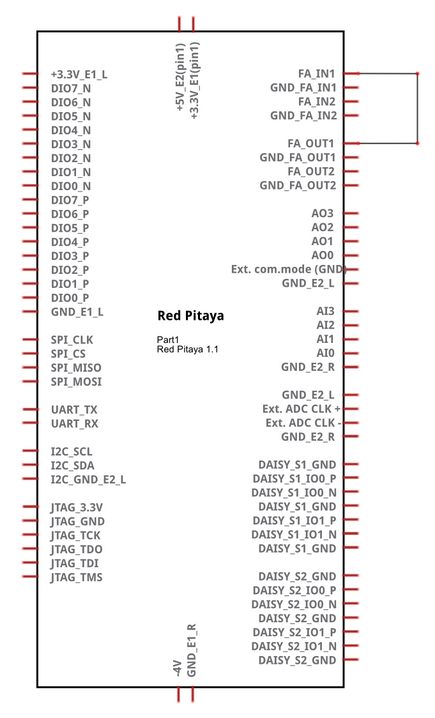 +5V_E2(pin1)
+3.3V_E1(pin1)
+3.3V_E1_L
DIO7_N
DIO6_N
DIO5_N
DIO4_N
DIO3_N
DIO2_N
DIO1_N
DIO0_N
DIO7_P
DIO6_P
DIO5_P
DIO4_P
DIO3_P
DIO2_P
DIO1_P
DIO0_P
GND_E1_L
SPI_CLK
SPI_CS
SPI_MISO
SPI_MOSI
UART_TX
UART_RX
I2C_SCL
I2C_SDA
I2C_GND_E2_L
JTAG_3.3V
JTAG_GND
JTAG_TCK
JTAG_TDO
JTAG_TDI
JTAG_TMS
Red Pitaya
Part1
Red Pitaya 1.1
FA_IN1
GND_FA_IN1
FA_IN2
GND_FA_IN2
FA_OUT1
GND_FA_OUT1
FA_OUT2
GND_FA_OUT2
AO3
AO2
AO1
AO0
Ext. com.mode (GND)
GND_E2_L
AI3
AI2
AI1
AI0
GND_E2_R
GND_E2_L
Ext. ADC CLK +
Ext. ADC CLK -
GND_E2_R
DAISY_S1_GND
DAISY_S1_IO0_P
DAISY_S1_IO0_N
DAISY_S1_GND
DAISY_S1_IO1_P
DAISY_S1_IO1_N
DAISY_S1_GND
DAISY_S2_GND
DAISY_S2_IO0_P
DAISY_S2_IO0_N
DAISY_S2_GND
DAISY_S2_IO1_P
DAISY_S2_IO1_N
DAISY_S2_GND
-4V
GND_E1_R